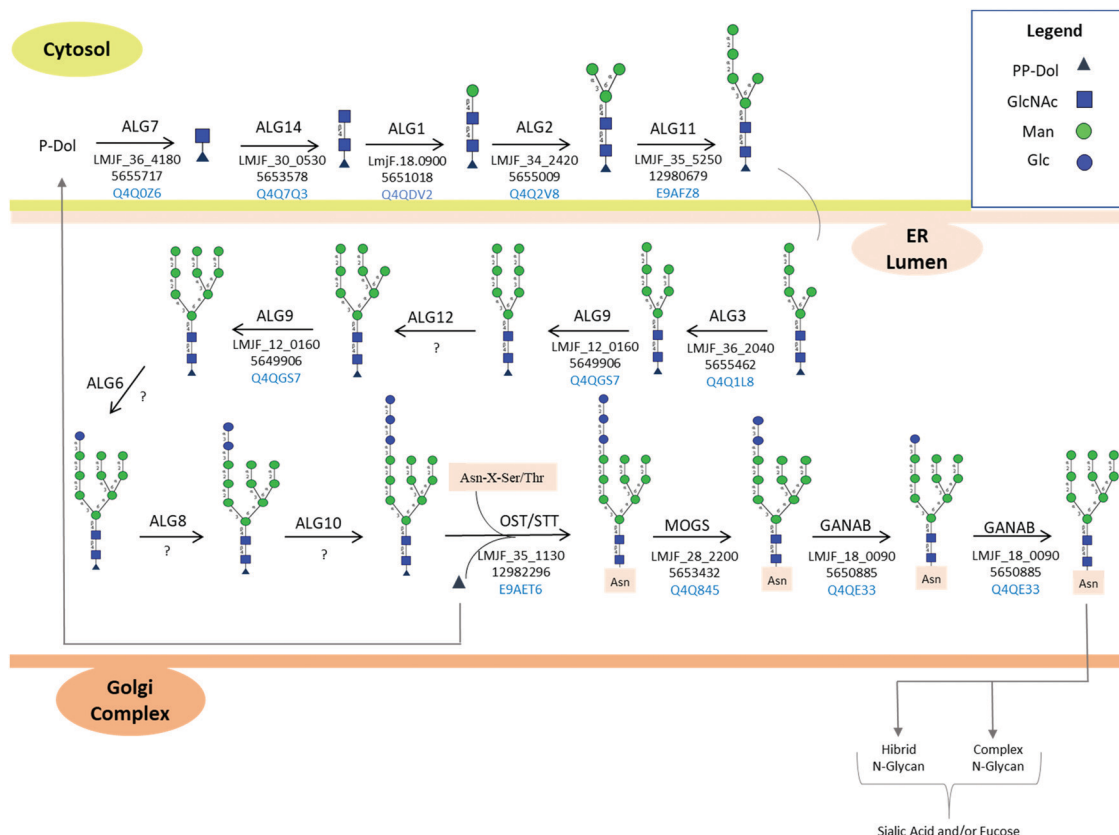 Cytosol
Legend
PP-Dol
GlcNAc
Man
Glc
P-Dol
ALG7
LMJF_36_4180
5655717
Q4Q0Z6
ALG14
LMJF_30_0530
5653578
Q4Q7Q3
ALG1
LmjF.18.0900
5651018
Q4QDV2
ALG2
LMJF_34_2420
5655009
Q4Q2V8
ALG11
LMJF_35_5250
12980679
E9AFZ8
ER
Lumen
ALG9
LMJF_12_0160
5649906
Q4QGS7
ALG12
?
ALG9
LMJF_12_0160
5649906
Q4QGS7
ALG3
LMJF_36_2040
5655462
Q4Q1L8
ALG6
?
ALG8
?
ALG10
?
Asn-X-Ser/Thr
OST/STT
LMJF_35_1130
12982296
E9AET6
Asn
MOGS
LMJF_28_2200
5653432
Q4Q845
Asn
GANAB
LMJF_18_0090
5650885
Q4QE33
Asn
GANAB
LMJF_18_0090
5650885
Q4QE33
Asn
Golgi
Complex
Hibrid
N-Glycan
Complex
N-Glycan
Sialic Acid and/or Fucose